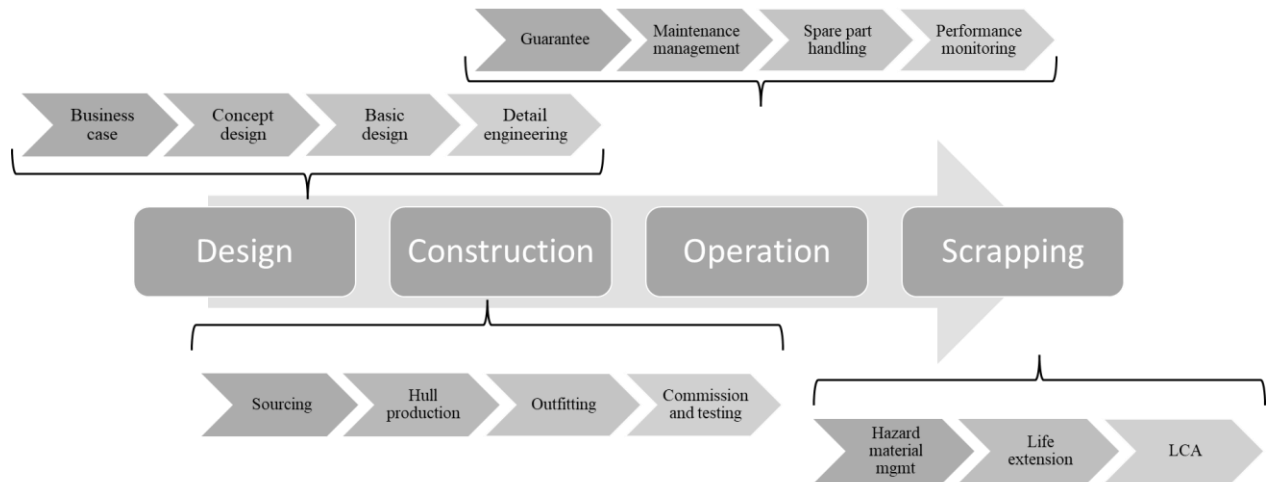 Guarantee
Maintenance
management
Spare part
handling
Performance
monitoring
Business
case
Concept
design
Basic
design
Detail
engineering
Design
Construction
Operation
Scrapping
Sourcing
Hull
production
Outfitting
Commission
and testing
Hazard
material
mgmt
Life
extension
LCA